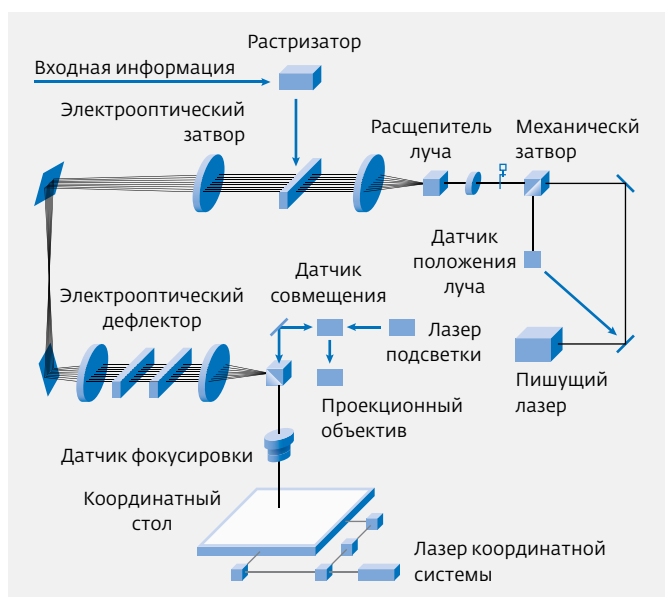 Растризатор
Входная информация
Электрооптический
затвор
Расщепитель
луча
Механическй
затвор
Датчик
положения
луча
Электрооптический
дефлектор
Датчик
совмещения
Лазер
подсветки
Пишущий
лазер
Проекционный
объектив
Датчик фокусировки
Координатный
стол
Лазер координатной
системы